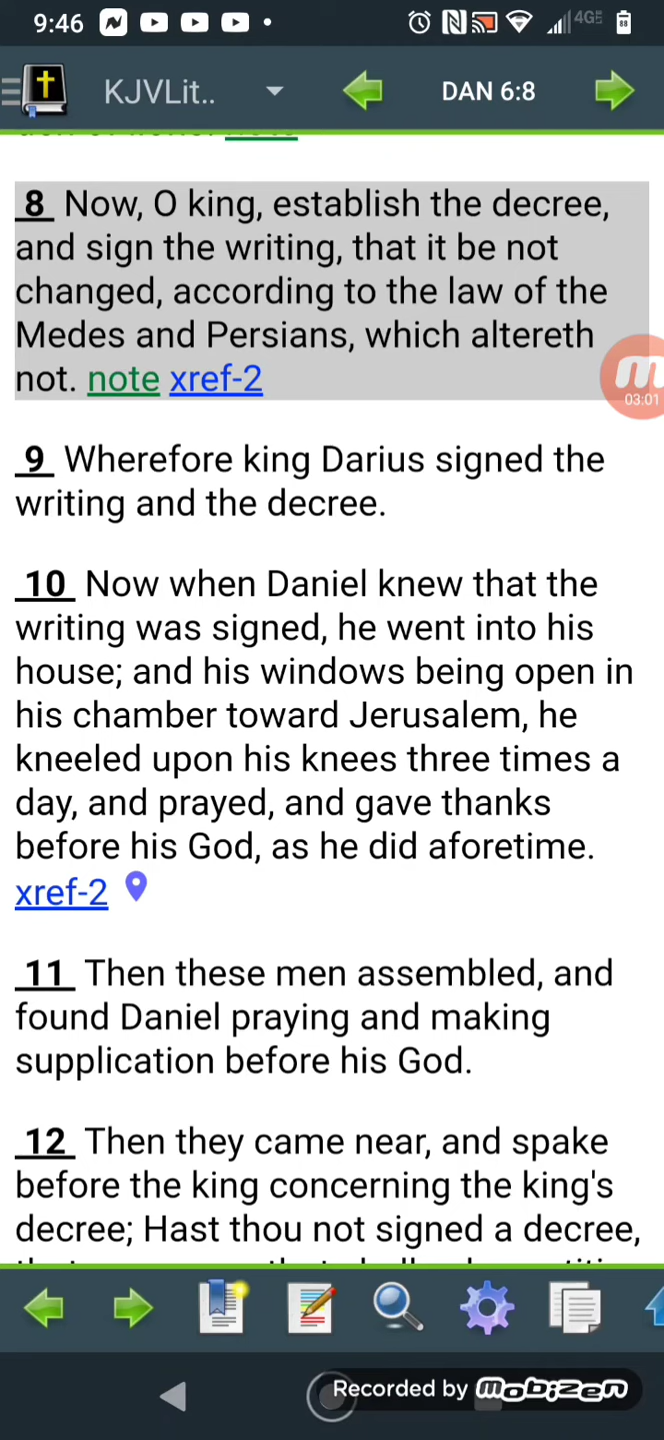 9:46 4G
KJVLit.. DAN 6:8
8 Now, O king, establish the decree,
and sign the writing, that it be not
changed, according to the law of the
Medes and Persians, which altereth
not. note xref-2
03:01
9 Wherefore king Darius signed the
writing and the decree.
10 Now when Daniel knew that the
writing was signed, he went into his
house; and his windows being open in
his chamber toward Jerusalem, he
kneeled upon his knees three times a
day, and prayed, and gave thanks
before his God, as he did aforetime.
xref-2
11 Then these men assembled, and
found Daniel praying and making
supplication before his God.
12 Then they came near, and spake
before the king concerning the king's
decree; Hast thou not signed a decree,
Recorded by Mobizen